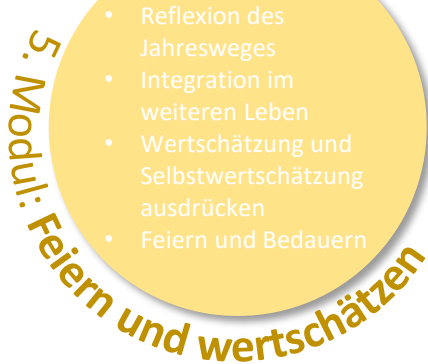 • Reflexion des
Jahresweges
• Integration im
weiteren Leben
• Wertschätzung und
Selbstwertschätzung
ausdrücken
• Feiern und Bedauern
5. Modul: Feiern und wertschätzen